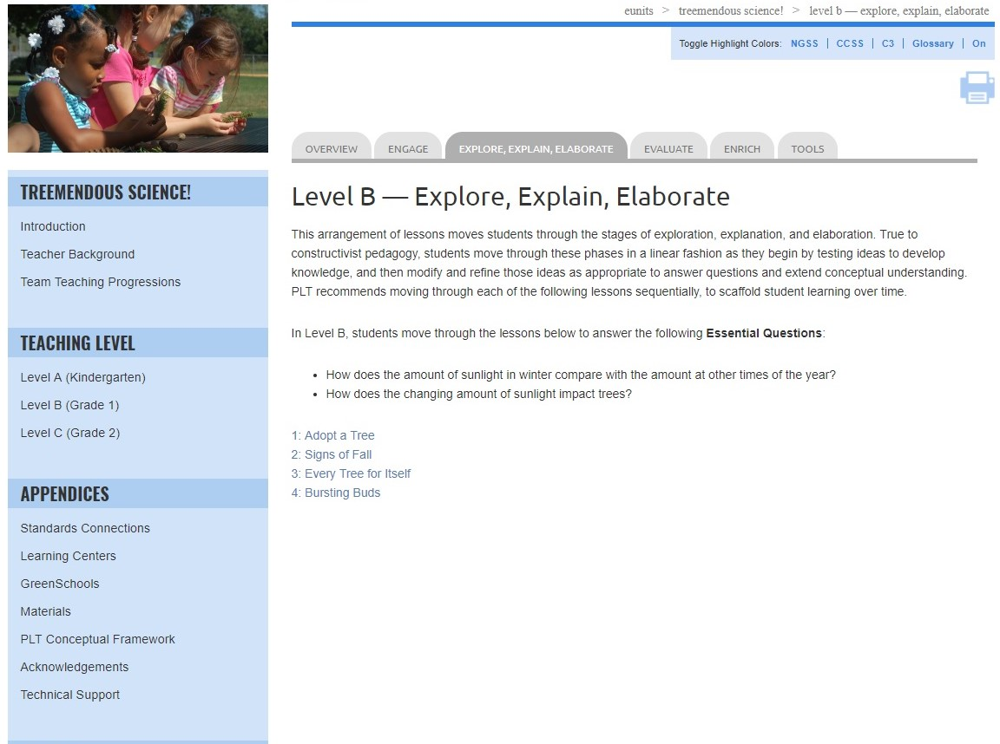 eunits > treemendous science! > level b — explore, explain, elaborate
Toggle Highlight Colors: NGSS | CCSS | C3 | Glossary | On
OVERVIEW ENGAGE EXPLORE, EXPLAIN, ELABORATE EVALUATE ENRICH TOOLS
TREEMENDOUS SCIENCE!
Introduction
Teacher Background
Team Teaching Progressions
TEACHING LEVEL
Level A (Kindergarten)
Level B (Grade 1)
Level C (Grade 2)
APPENDICES
Standards Connections
Learning Centers
GreenSchools
Materials
PLT Conceptual Framework
Acknowledgements
Technical Support
Level B — Explore, Explain, Elaborate
This arrangement of lessons moves students through the stages of exploration, explanation, and elaboration. True to
constructivist pedagogy, students move through these phases in a linear fashion as they begin by testing ideas to develop
knowledge, and then modify and refine those ideas as appropriate to answer questions and extend conceptual understanding.
PLT recommends moving through each of the following lessons sequentially, to scaffold student learning over time.
In Level B, students move through the lessons below to answer the following Essential Questions:
• How does the amount of sunlight in winter compare with the amount at other times of the year?
• How does the changing amount of sunlight impact trees?
1: Adopt a Tree
2: Signs of Fall
3: Every Tree for Itself
4: Bursting Buds